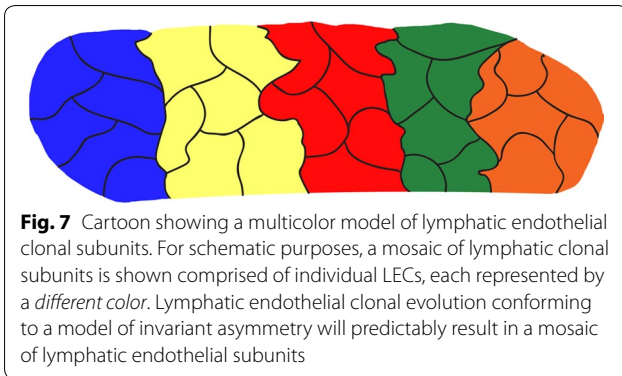 Fig. 7 Cartoon showing a multicolor model of lymphatic endothelial
clonal subunits. For schematic purposes, a mosaic of lymphatic clonal
subunits is shown comprised of individual LECs, each represented by
a different color. Lymphatic endothelial clonal evolution conforming
to a model of invariant asymmetry will predictably result in a mosaic
of lymphatic endothelial subunits